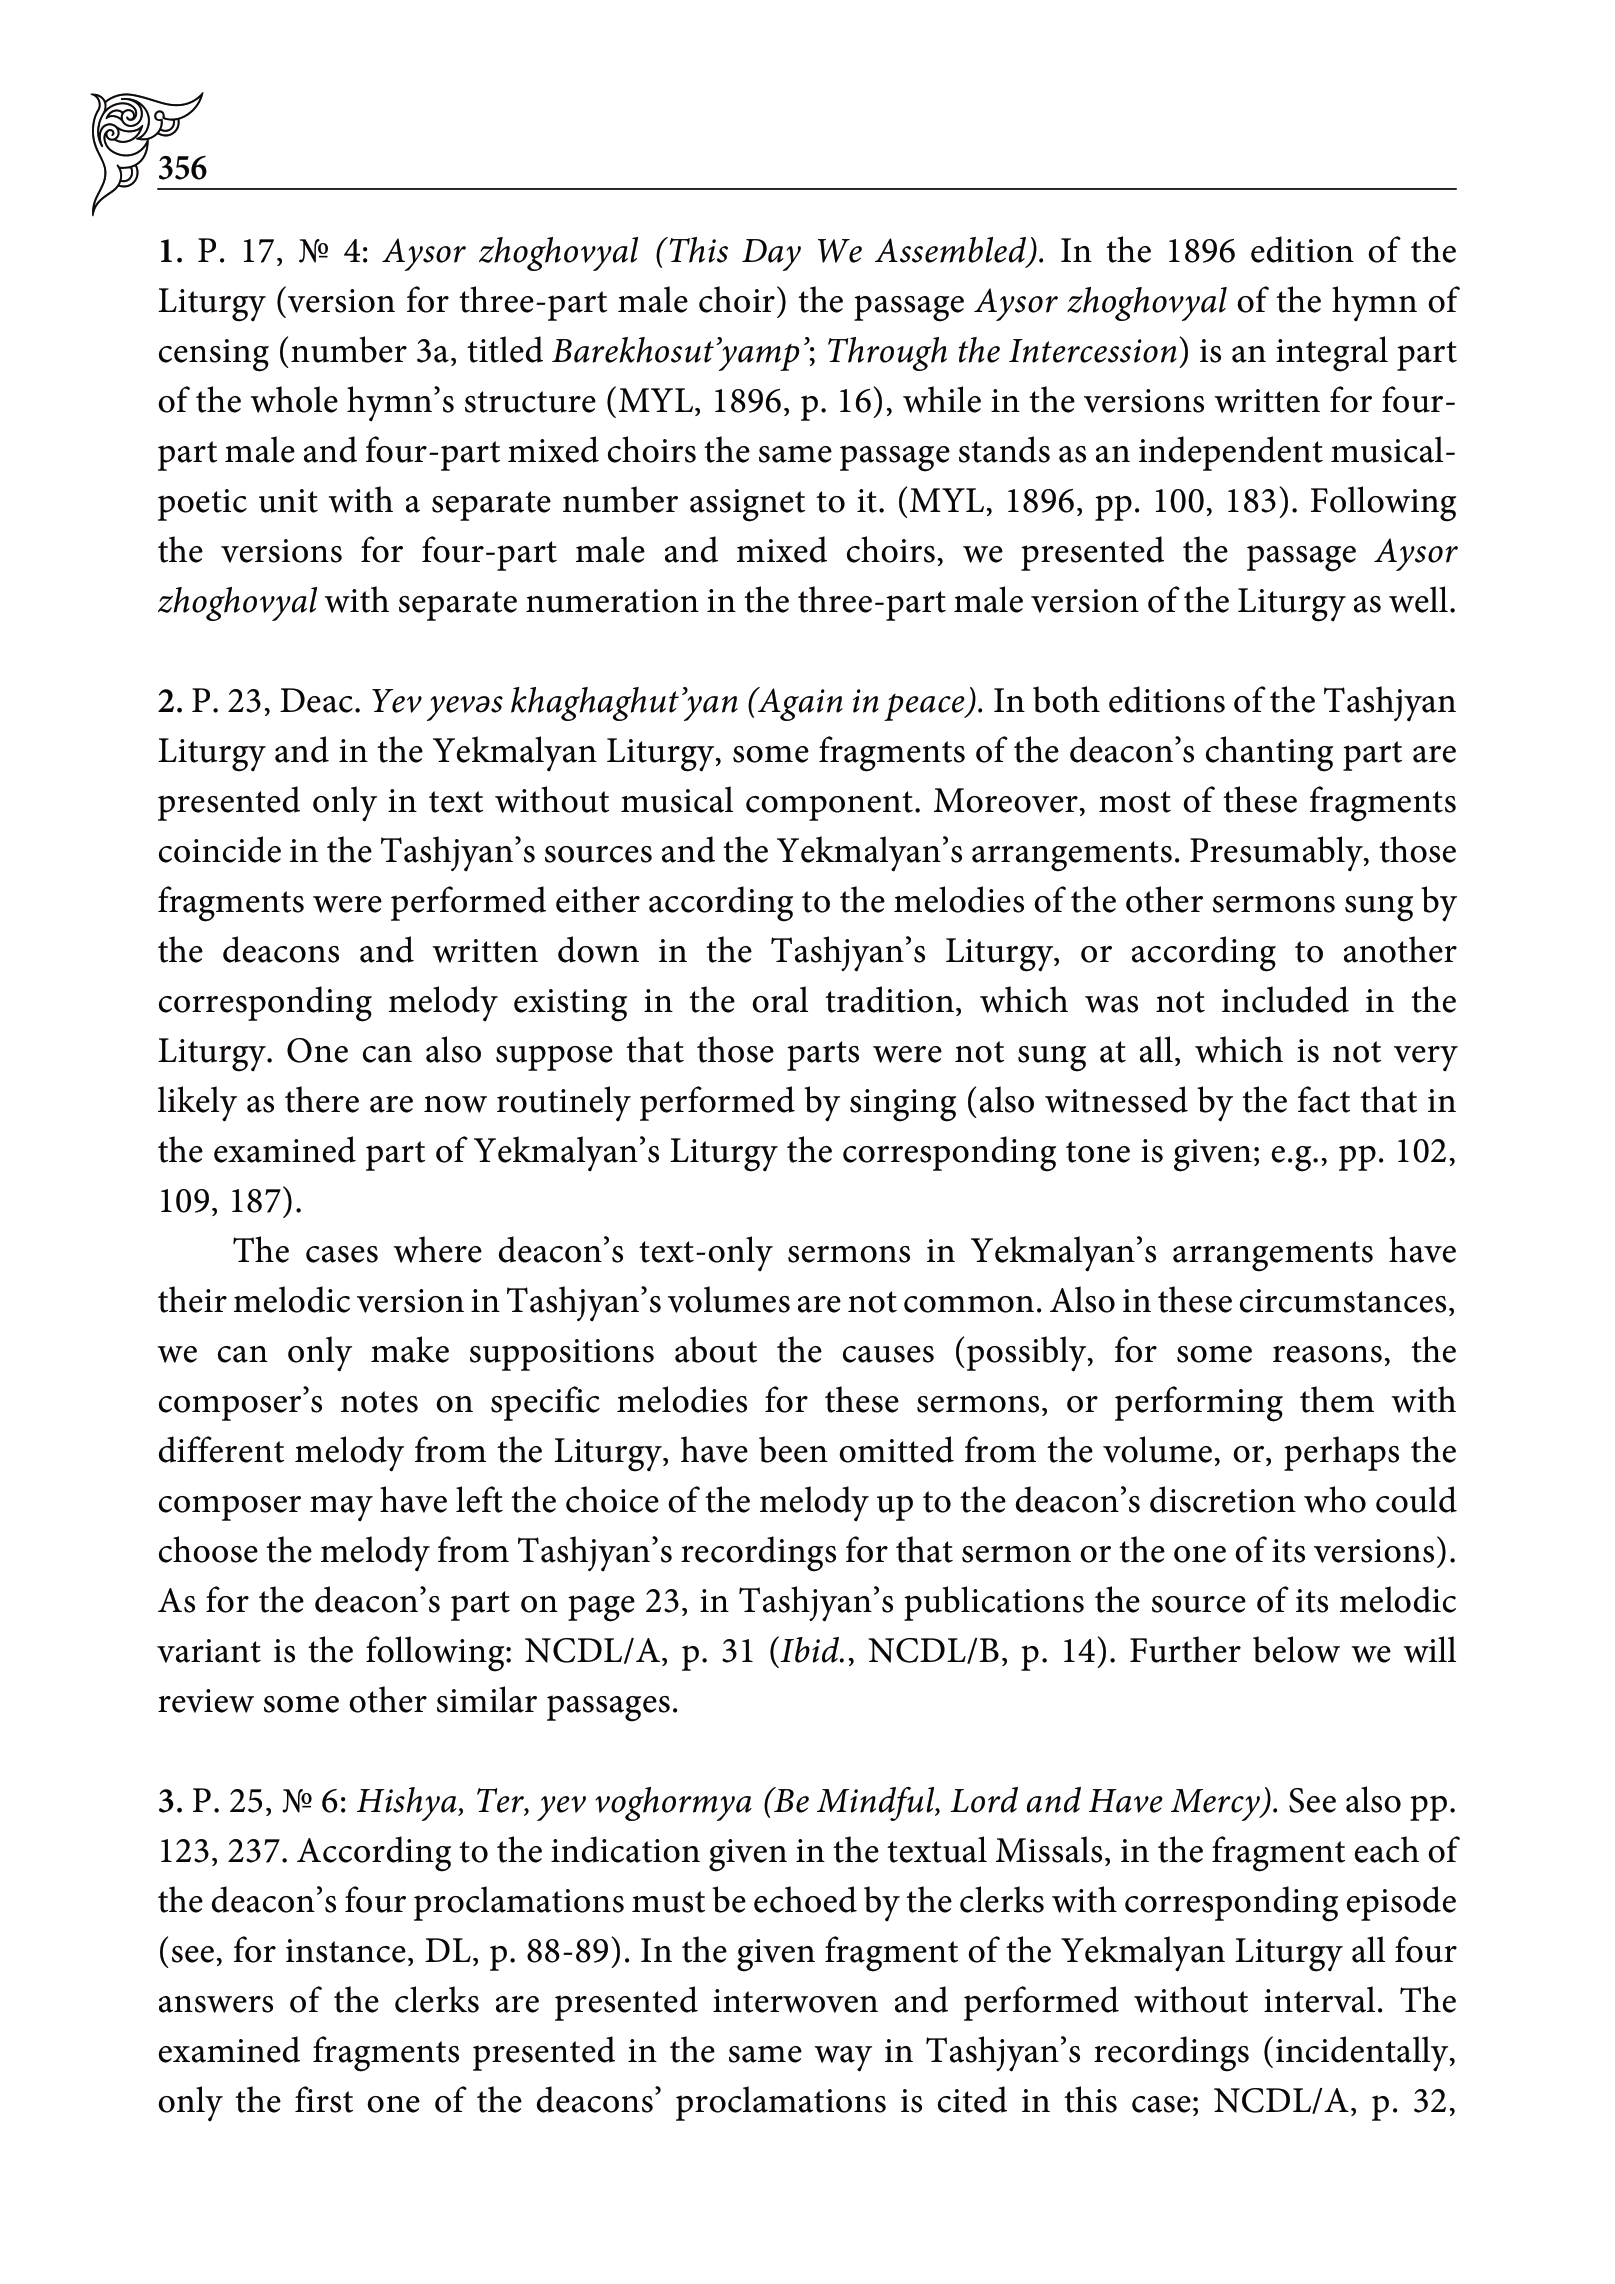 356
1. P. 17, № 4: Aysor zhoghovyal (This Day We Assembled). In the 1896 edition of the
Liturgy (version for three-part male choir) the passage Aysor zhoghovyal of the hymn of
censing (number 3a, titled Barekhosut’yamp’; Through the Intercession) is an integral part
of the whole hymn’s structure (MYL, 1896, p. 16), while in the versions written for four-
part male and four-part mixed choirs the same passage stands as an independent musical-
poetic unit with a separate number assignet to it. (MYL, 1896, pp. 100, 183). Following
the versions for four-part male and mixed choirs, we presented the passage Aysor
zhoghovyal with separate numeration in the three-part male version of the Liturgy as well.
2. P. 23, Deac. Yev yevəs khaghaghut’yan (Again in peace). In both editions of the Tashjyan
Liturgy and in the Yekmalyan Liturgy, some fragments of the deacon’s chanting part are
presented only in text without musical component. Moreover, most of these fragments
coincide in the Tashjyan’s sources and the Yekmalyan’s arrangements. Presumably, those
fragments were performed either according to the melodies of the other sermons sung by
the deacons and written down in the Tashjyan’s Liturgy, or according to another
corresponding melody existing in the oral tradition, which was not included in the
Liturgy. One can also suppose that those parts were not sung at all, which is not very
likely as there are now routinely performed by singing (also witnessed by the fact that in
the examined part of Yekmalyan’s Liturgy the corresponding tone is given; e.g., pp. 102,
109, 187).
The cases where deacon’s text-only sermons in Yekmalyan’s arrangements have
their melodic version in Tashjyan’s volumes are not common. Also in these circumstances,
we can only make suppositions about the causes (possibly, for some reasons, the
composer’s notes on specific melodies for these sermons, or performing them with
different melody from the Liturgy, have been omitted from the volume, or, perhaps the
composer may have left the choice of the melody up to the deacon’s discretion who could
choose the melody from Tashjyan’s recordings for that sermon or the one of its versions).
As for the deacon’s part on page 23, in Tashjyan’s publications the source of its melodic
variant is the following: NCDL/A, p. 31 (Ibid., NCDL/B, p. 14). Further below we will
review some other similar passages.
3. P. 25, № 6: Hishya, Ter, yev voghormya (Be Mindful, Lord and Have Mercy). See also pp.
123, 237. According to the indication given in the textual Missals, in the fragment each of
the deacon’s four proclamations must be echoed by the clerks with corresponding episode
(see, for instance, DL, p. 88-89). In the given fragment of the Yekmalyan Liturgy all four
answers of the clerks are presented interwoven and performed without interval. The
examined fragments presented in the same way in Tashjyan’s recordings (incidentally,
only the first one of the deacons’ proclamations is cited in this case; NCDL/A, p. 32,